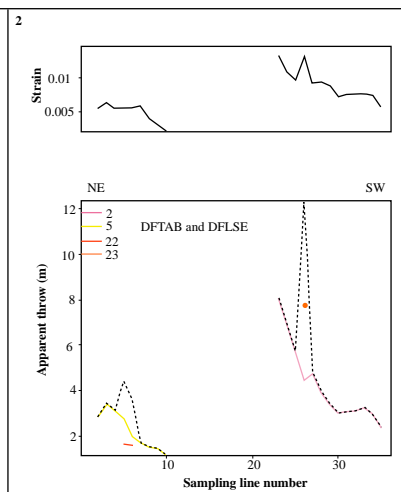 2
Strain
0.01
0.005
NE
SW
12
10
8
6
4
2
Apparent throw (m)
2
5
22
23
DFTAB and DFLSE
10
20
30
Sampling line number